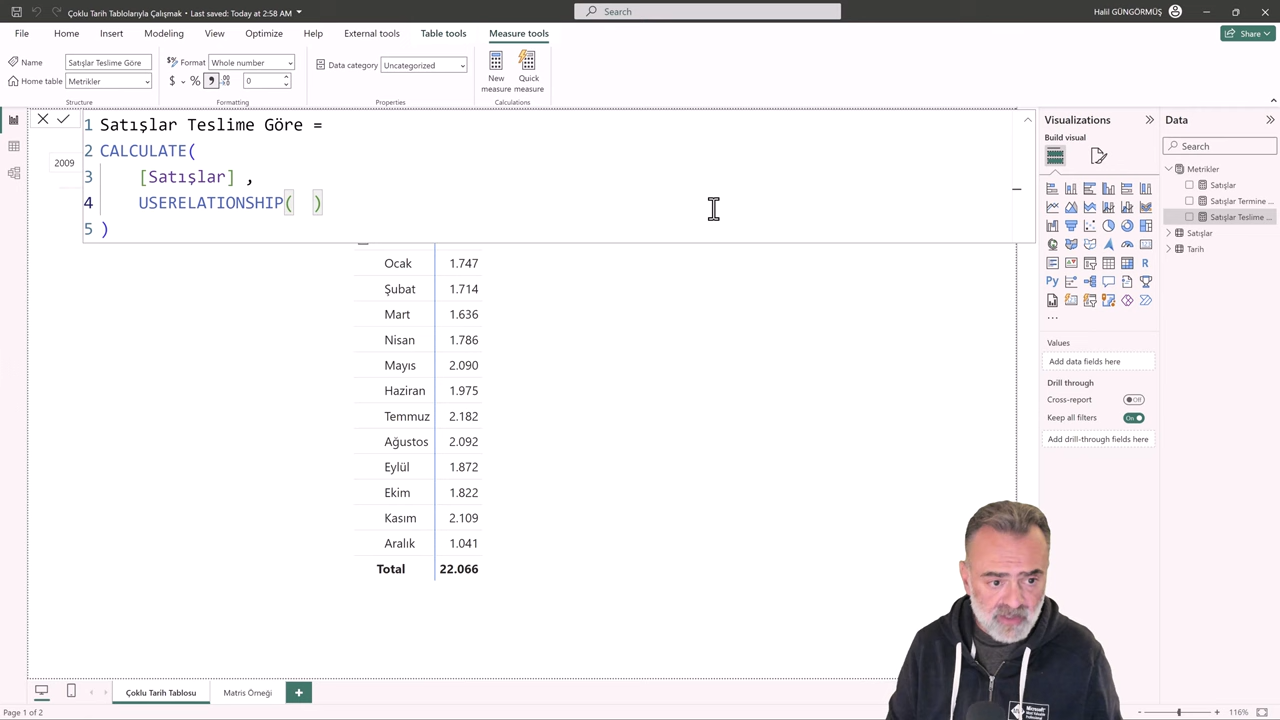 Çoklu Tarih Tablolarıyla Çalışmak • Last saved: Today at 2:58 AM
Search
Halil GÜNGÖRMÜŞ
File Home Insert Modeling View Optimize Help External tools Table tools Measure tools
Share
Name Satışlar Teslime Göre
Home table Metrikler
Structure
Format Whole number
$ % 0
Formatting
Data category Uncategorized
Properties
New measure
Quick measure
Calculations
1 Satışlar Teslime Göre =
2 CALCULATE(
3 [Satışlar] ,
4 USERELATIONSHIP( )
5 )
2009
Ocak 1.747
Şubat 1.714
Mart 1.636
Nisan 1.786
Mayıs 2.090
Haziran 1.975
Temmuz 2.182
Ağustos 2.092
Eylül 1.872
Ekim 1.822
Kasım 2.109
Aralık 1.041
Total 22.066
Visualizations
Build visual
R
Py
...
Values
Add data fields here
Drill through
Cross-report Off
Keep all filters On
Add drill-through fields here
Data
Search
Metrikler
Satışlar
Satışlar Termine ...
Satışlar Teslime ...
Satışlar
Tarih
Microsoft
Çoklu Tarih Tablosu
Matris Örneği
Page 1 of 2
116%